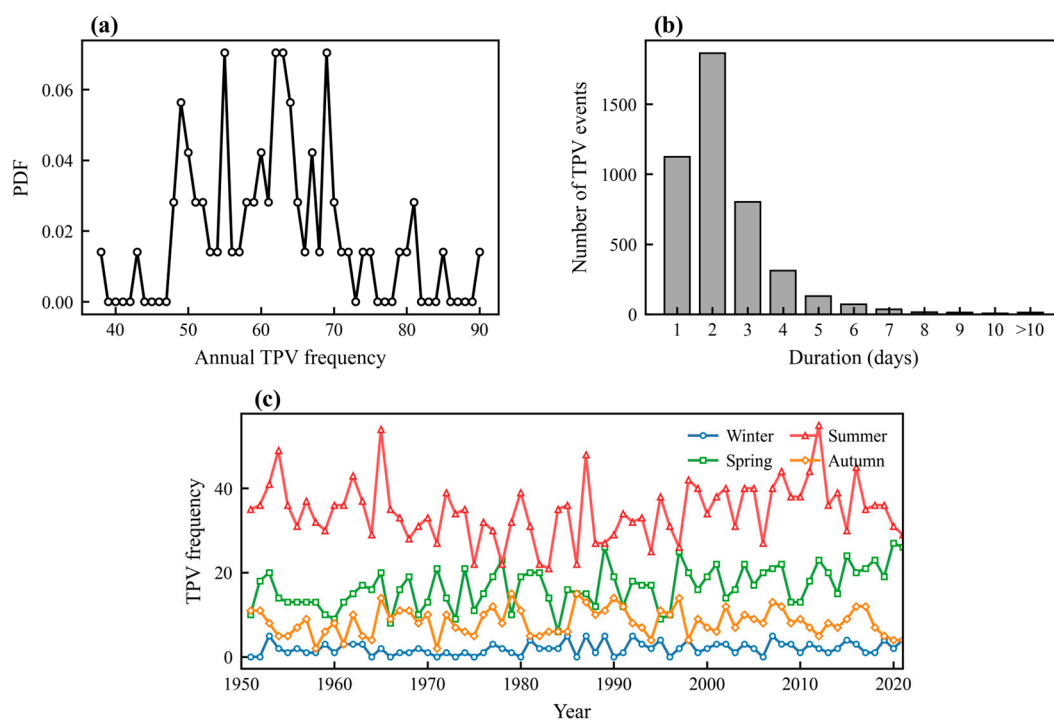 (a)
PDF
0.06
0.04
0.02
0.00
40 50 60 70 80 90
Annual TPV frequency
(b)
Number of TPV events
1500
1000
500
0
1 2 3 4 5 6 7 8 9 10 >10
Duration (days)
(c)
Winter
Spring
Summer
Autumn
TPV frequency
40
20
0
1950 1960 1970 1980 1990 2000 2010 2020
Year